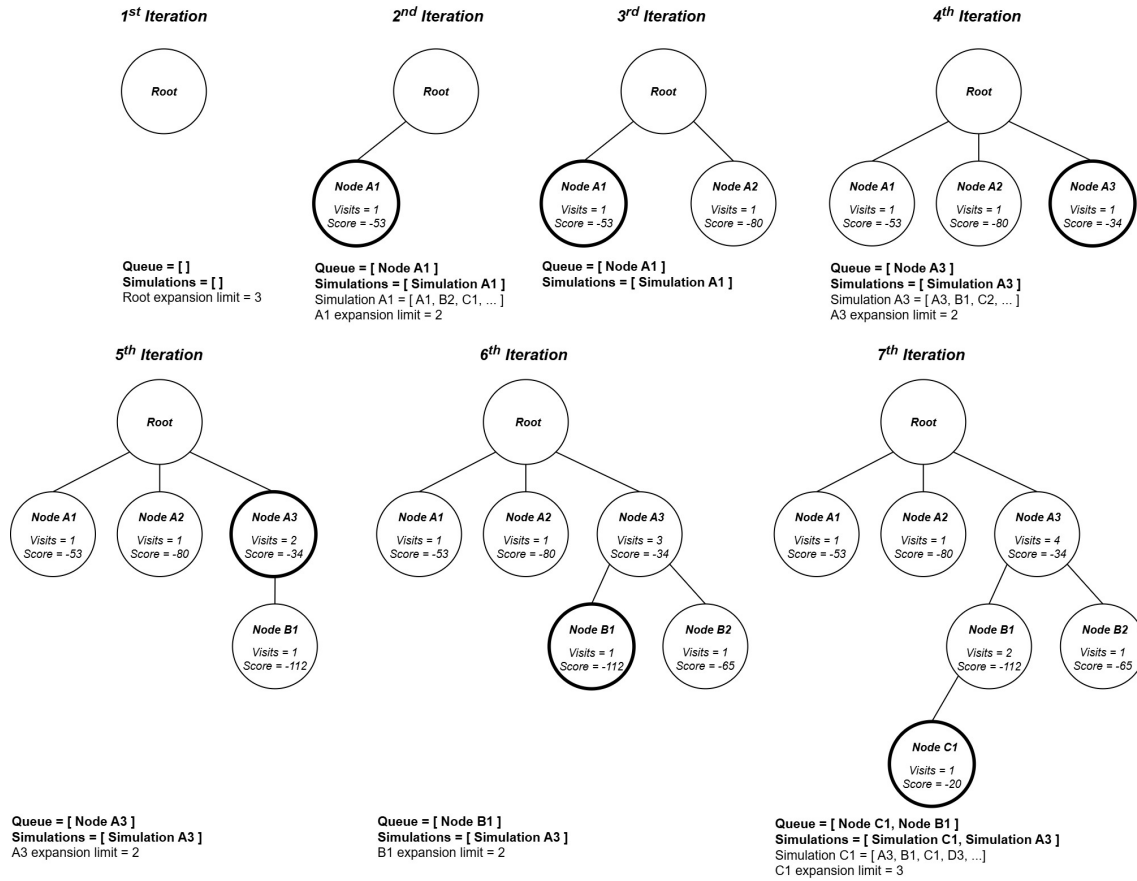 1st Iteration
Root
Queue = [ ]
Simulations = [ ]
Root expansion limit = 3
2nd Iteration
Root
Node A1
Visits = 1
Score = -53
Queue = [ Node A1 ]
Simulations = [ Simulation A1 ]
Simulation A1 = [ A1, B2, C1, ... ]
A1 expansion limit = 2
3rd Iteration
Root
Node A1
Visits = 1
Score = -53
Node A2
Visits = 1
Score = -80
Queue = [ Node A1 ]
Simulations = [ Simulation A1 ]
4th Iteration
Root
Node A1
Visits = 1
Score = -53
Node A2
Visits = 1
Score = -80
Node A3
Visits = 1
Score = -34
Queue = [ Node A3 ]
Simulations = [ Simulation A3 ]
Simulation A3 = [ A3, B1, C2, ... ]
A3 expansion limit = 2
5th Iteration
Root
Node A1
Visits = 1
Score = -53
Node A2
Visits = 1
Score = -80
Node A3
Visits = 2
Score = -34
Node B1
Visits = 1
Score = -112
Queue = [ Node A3 ]
Simulations = [ Simulation A3 ]
A3 expansion limit = 2
6th Iteration
Root
Node A1
Visits = 1
Score = -53
Node A2
Visits = 1
Score = -80
Node A3
Visits = 3
Score = -34
Node B1
Visits = 1
Score = -112
Node B2
Visits = 1
Score = -65
Queue = [ Node B1 ]
Simulations = [ Simulation A3 ]
B1 expansion limit = 2
7th Iteration
Root
Node A1
Visits = 1
Score = -53
Node A2
Visits = 1
Score = -80
Node A3
Visits = 4
Score = -34
Node B1
Visits = 2
Score = -112
Node B2
Visits = 1
Score = -65
Node C1
Visits = 1
Score = -20
Queue = [ Node C1, Node B1 ]
Simulations = [ Simulation C1, Simulation A3 ]
Simulation C1 = [ A3, B1, C1, D3, ...]
C1 expansion limit = 3